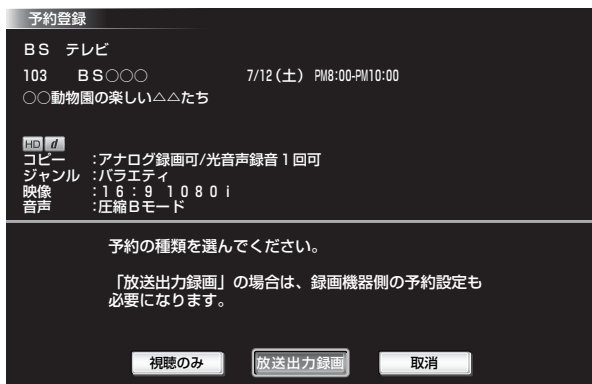 予約登録
BS テレビ
103 BS○○○ 7/12(土) PM8:00-PM10:00
○○動物園の楽しい△△たち
HD d
コピー :アナログ録画可/光音声録音1回可
ジャンル :バラエティ
映像 :16:9 1080i
音声 :圧縮Bモード
予約の種類を選んでください。
「放送出力録画」の場合は、録画機器側の予約設定も
必要になります。
視聴のみ 放送出力録画 取消